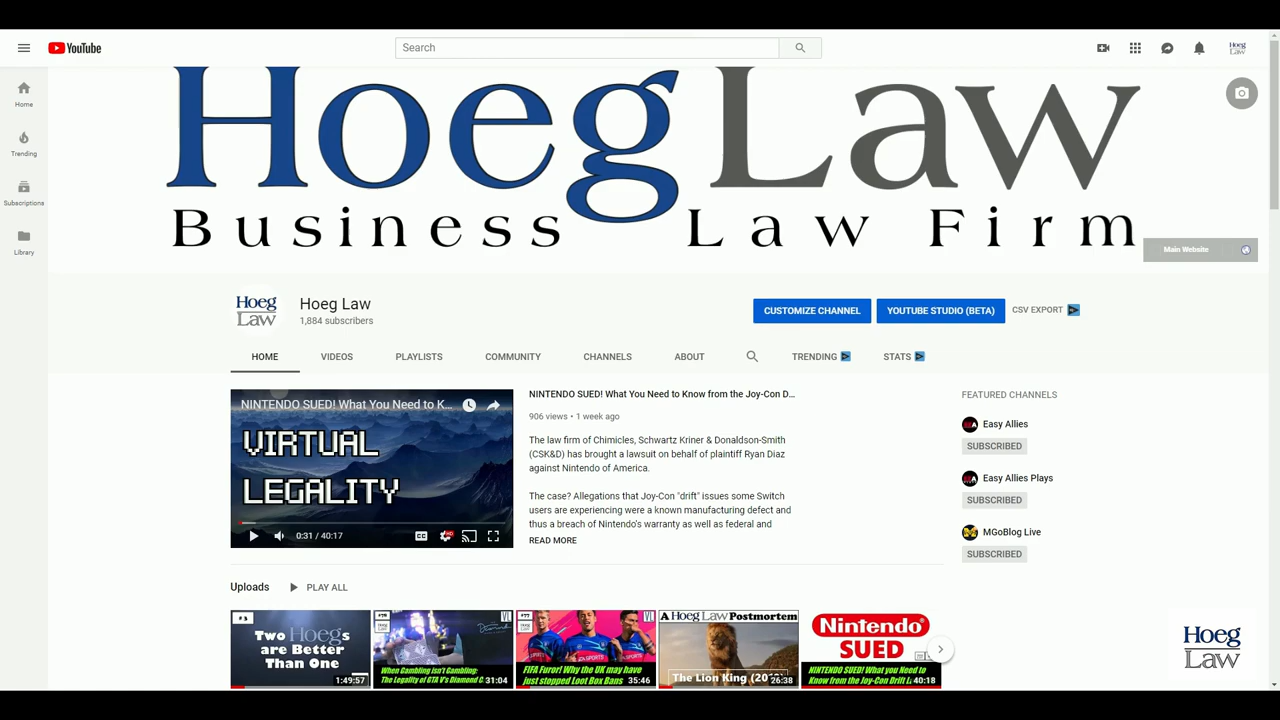 YouTube
Search
Hoeg
Law
Home
Trending
Subscriptions
Library
HoegLaw
Business Law Firm
Main Website
Hoeg
Law
Hoeg Law
1,884 subscribers
CUSTOMIZE CHANNEL
YOUTUBE STUDIO (BETA)
CSV EXPORT
HOME
VIDEOS
PLAYLISTS
COMMUNITY
CHANNELS
ABOUT
TRENDING
STATS
NINTENDO SUED! What You Need to K...
VIRTUAL
LEGALITY
0:31 / 40:17
CC
HD
NINTENDO SUED! What You Need to Know from the Joy-Con D...
906 views • 1 week ago
The law firm of Chimicles, Schwartz Kriner & Donaldson-Smith
(CSK&D) has brought a lawsuit on behalf of plaintiff Ryan Diaz
against Nintendo of America.
The case? Allegations that Joy-Con "drift" issues some Switch
users are experiencing were a known manufacturing defect and
thus a breach of Nintendo's warranty as well as federal and
READ MORE
FEATURED CHANNELS
Easy Allies
SUBSCRIBED
Easy Allies Plays
SUBSCRIBED
MGoBlog Live
SUBSCRIBED
Uploads
PLAY ALL
#3
Two Hoegs
are Better
Than One
1:49:57
#78
VL
When Gambling isn't Gambling:
The Legality of GTA V's Diamond C
31:04
#77
VL
FIFA Furor! Why the UK may have
just stopped Loot Box Bans
35:46
A Hoeg Law Postmortem
The Lion King (20
26:38
Nintendo
SUED
NINTENDO SUED! What you Need to
Know from the Joy-Con Drift L
40:18
Hoeg
Law